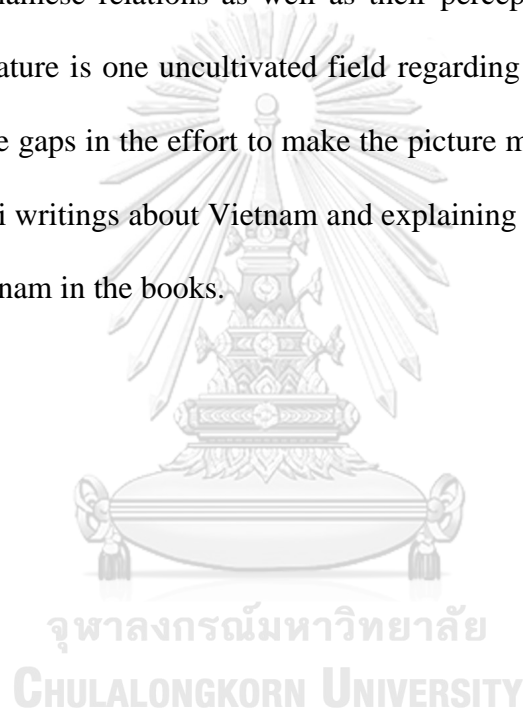 namese relations as well as their percep
ature is one uncultivated field regarding
e gaps in the effort to make the picture m
i writings about Vietnam and explaining
nam in the books.
จุฬาลงกรณ์มหาวิทยาลัย
CHULALONGKORN UNIVERSITY